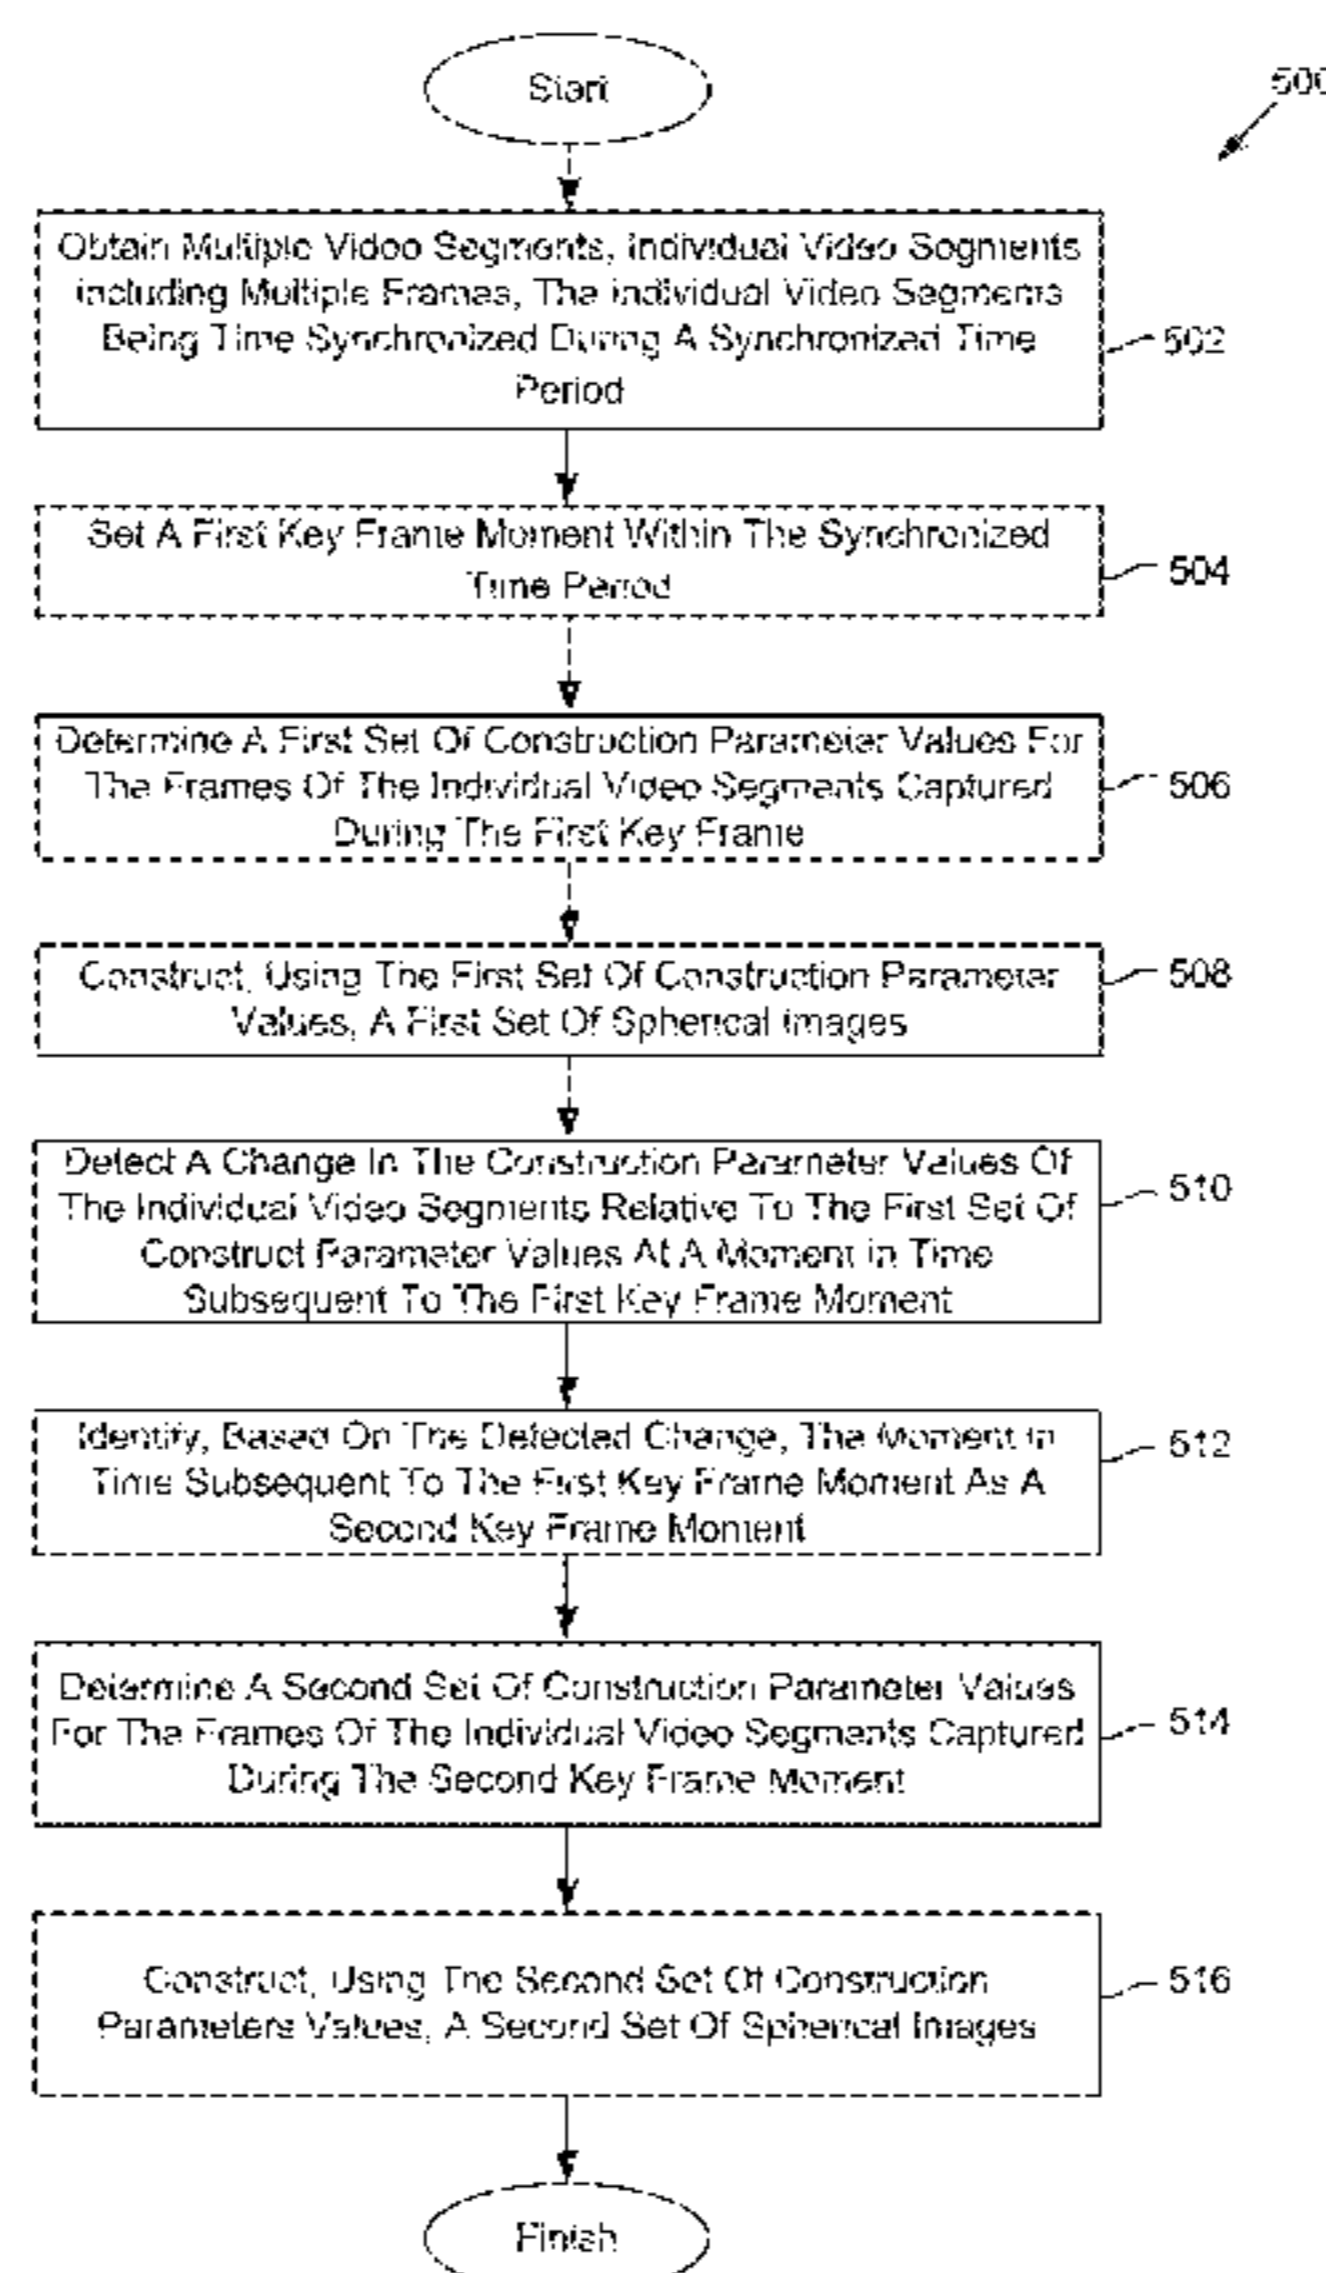 Start
500
Obtain Multiple Video Segments, Individual Video Segments
including Multiple Frames, The individual Video Segments
Being Time Synchronized During A Synchronized Time
Period
502
Set A First Key Frame Moment Within The Synchronized
Time Period
504
Determine A First Set Of Construction Parameter Values For
The Frames Of The Individual Video Segments Captured
During The First Key Frame
506
Construct, Using The First Set Of Construction Parameter
Values, A First Set Of Spherical images
508
Detect A Change In The Construction Parameter Values Of
The Individual Video Segments Relative To The First Set Of
Construct Parameter Values At A Moment in Time
Subsequent To The First Key Frame Moment
510
Identify, Based On The Detected Change, The Moment in
Time Subsequent To The First Key Frame Moment As A
Second Key Frame Moment
512
Determine A Second Set Of Construction Parameter Values
For The Frames Of The Individual Video Segments Captured
During The Second Key Frame Moment
514
Construct, Using The Second Set Of Construction
Parameters Values, A Second Set Of Spherical Images
516
Finish